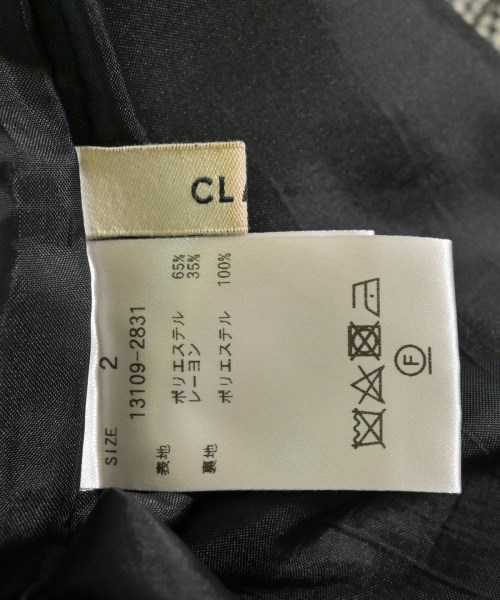 CL
SIZE 2
13109-2831
表地 ポリエステル 65%
レーヨン 35%
裏地 ポリエステル 100%
F